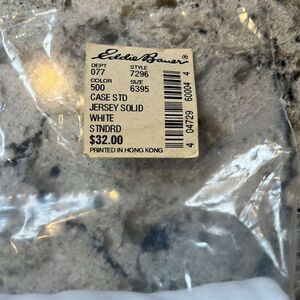 Eddie Bauer®
DEPT STYLE
077 7296
COLOR SIZE
500 6395
CASE STD
JERSEY SOLID
WHITE
STNDRD
$32.00
PRINTED IN HONG KONG
4 04729 60004 4